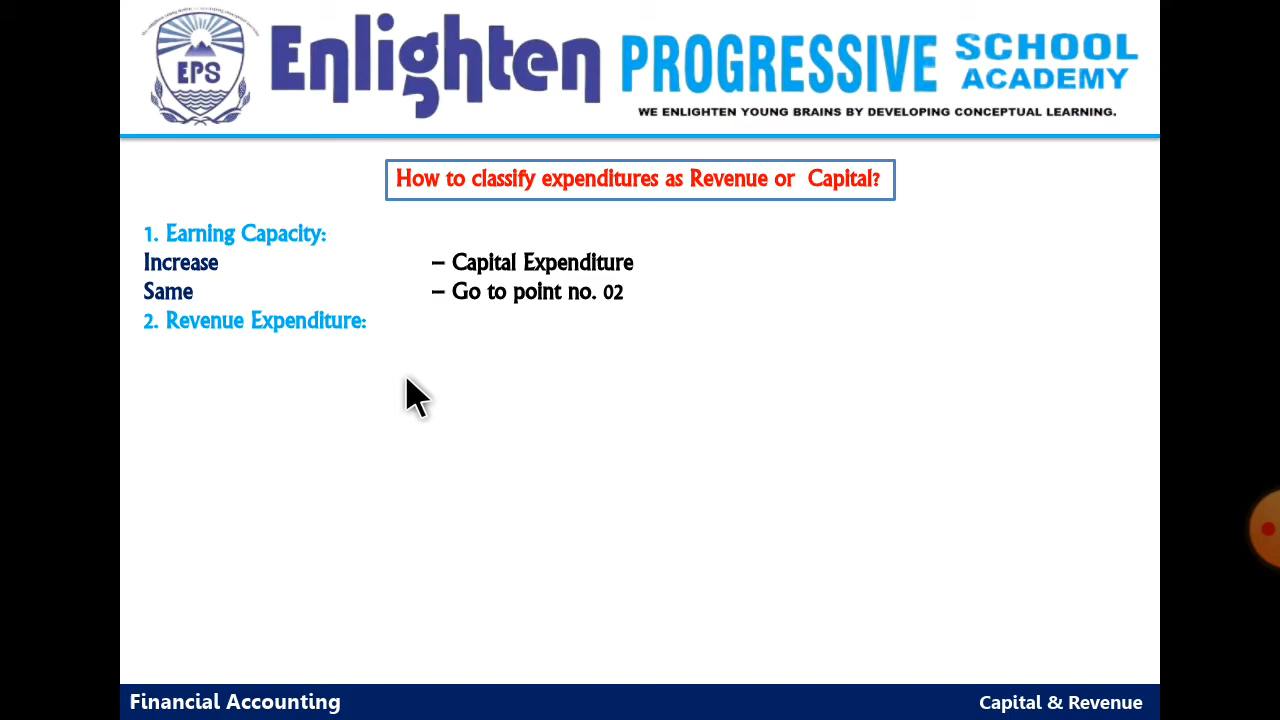 EPS
Enlighten PROGRESSIVE SCHOOL ACADEMY
WE ENLIGHTEN YOUNG BRAINS BY DEVELOPING CONCEPTUAL LEARNING.
How to classify expenditures as Revenue or Capital?
1. Earning Capacity:
Increase – Capital Expenditure
Same – Go to point no. 02
2. Revenue Expenditure:
Financial Accounting
Capital & Revenue